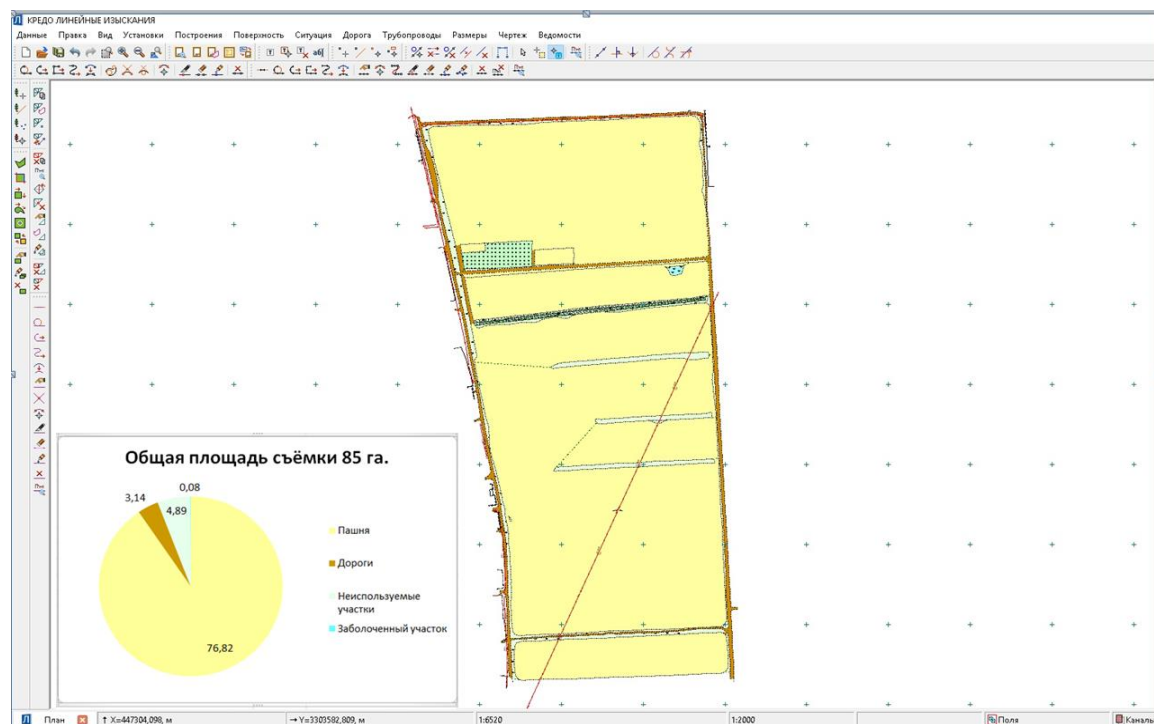 КРЕДО ЛИНЕЙНЫЕ ИЗЫСКАНИЯ
Данные Правка Вид Установки Построения Поверхность Ситуация Дорога Трубопроводы Размеры Чертеж Ведомости
Общая площадь съёмки 85 га.
0,08
3,14
4,89
Пашня
Дороги
Неиспользуемые
участки
Заболоченный участок
76,82
План X=447304,098, м Y=3303582,809, м 1:6520 1:2000 Поля Каналы